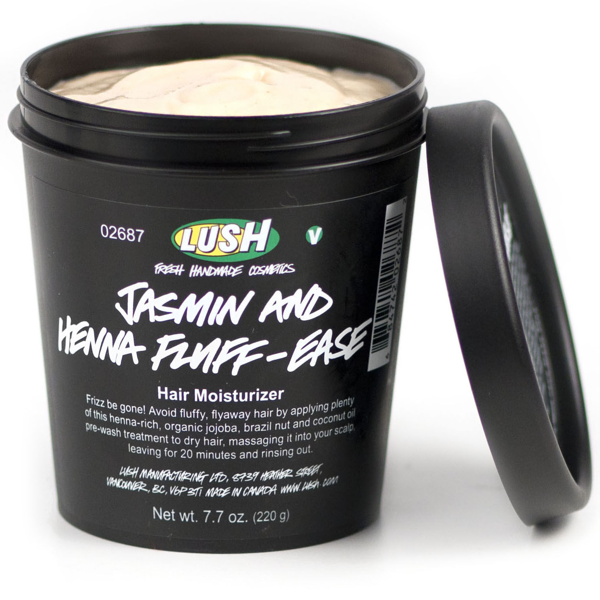 02687 LUSH V
FRESH HANDMADE COSMETICS
JASMIN AND
HENNA FLUFF-EASE
Hair Moisturizer
Frizz be gone! Avoid fluffy, flyaway hair by applying plenty
of this henna-rich, organic jojoba, brazil nut and coconut oil
pre-wash treatment to dry hair, massaging it into your scalp,
leaving for 20 minutes and rinsing out.
LUSH MANUFACTURING LTD, 8739 HEATHER STREET,
VANCOUVER, BC, V6P 3T1 MADE IN CANADA WWW.LUSH.COM
Net wt. 7.7 oz. (220 g)